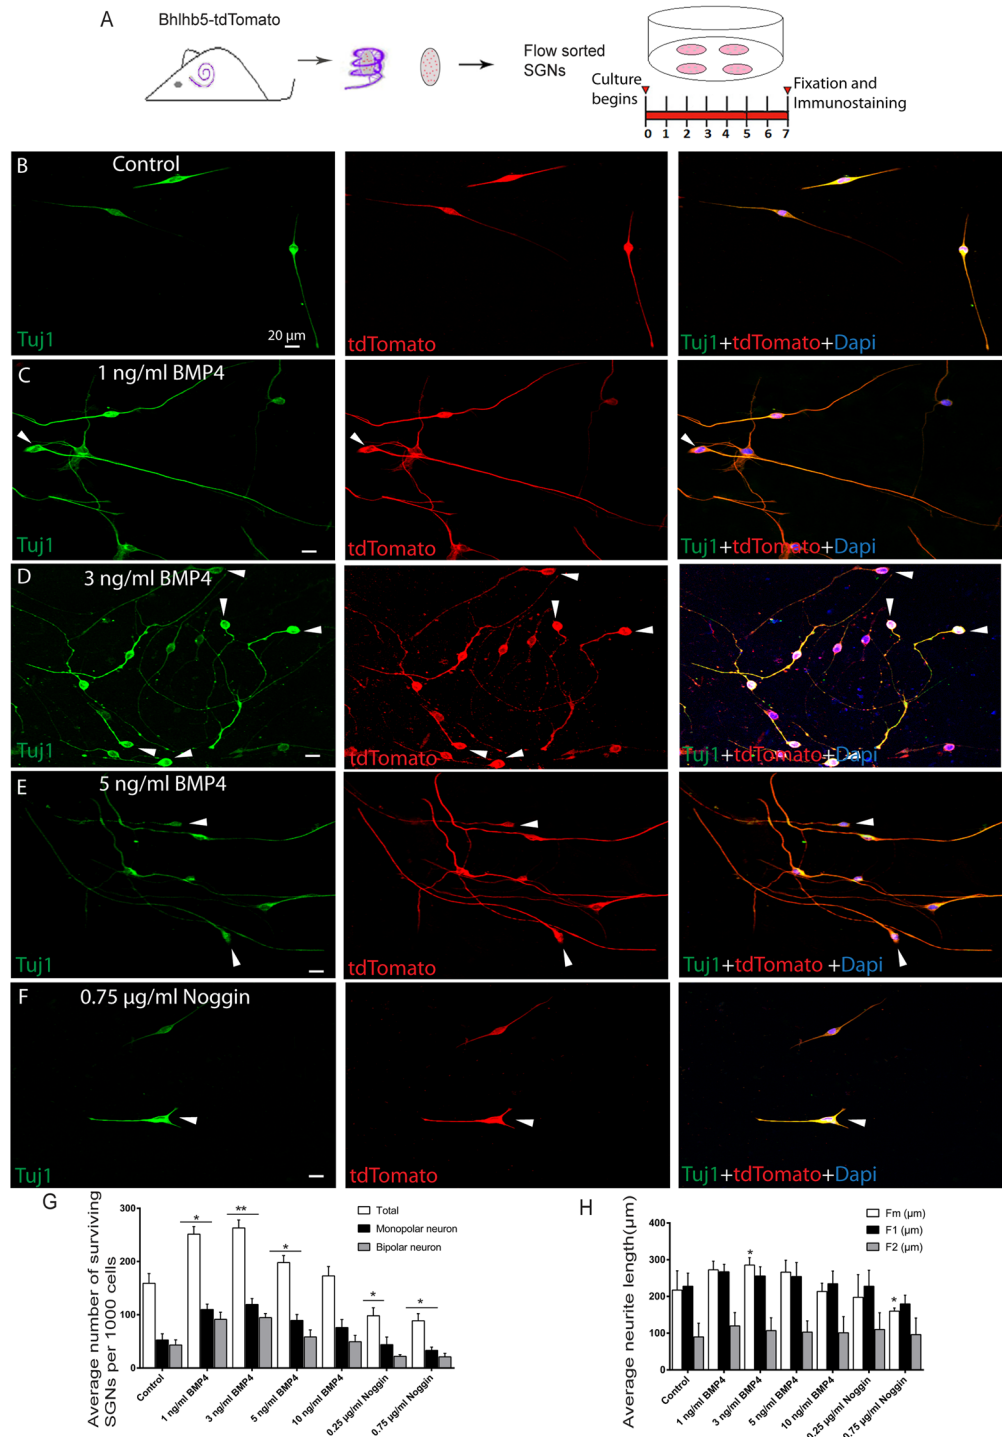 A
Bhlhb5-tdTomato
Flow sorted
SGNs
Culture
begins
Fixation and
Immunostaining
0 1 2 3 4 5 6 7
B
Control
Tuj1
20 µm
tdTomato
Tuj1+tdTomato+Dapi
C
1 ng/ml BMP4
Tuj1
tdTomato
Tuj1+tdTomato+Dapi
D
3 ng/ml BMP4
Tuj1
tdTomato
Tuj1+tdTomato+Dapi
E
5 ng/ml BMP4
Tuj1
tdTomato
Tuj1+tdTomato +Dapi
F
0.75 µg/ml Noggin
Tuj1
tdTomato
Tuj1+tdTomato+Dapi
G
Average number of surviving
SGNs per 1000 cells
300
200
100
0
*
**
*
*
*
Total
Monopolar neuron
Bipolar neuron
Control
1 ng/ml BMP4
3 ng/ml BMP4
5 ng/ml BMP4
10 ng/ml BMP4
0.25 µg/ml Noggin
0.75 µg/ml Noggin
H
Average neurite length(µm)
400
300
200
100
0
*
*
Fm (µm)
F1 (µm)
F2 (µm)
Control
1 ng/ml BMP4
3 ng/ml BMP4
5 ng/ml BMP4
10 ng/ml BMP4
0.25 µg/ml Noggin
0.75 µg/ml Noggin